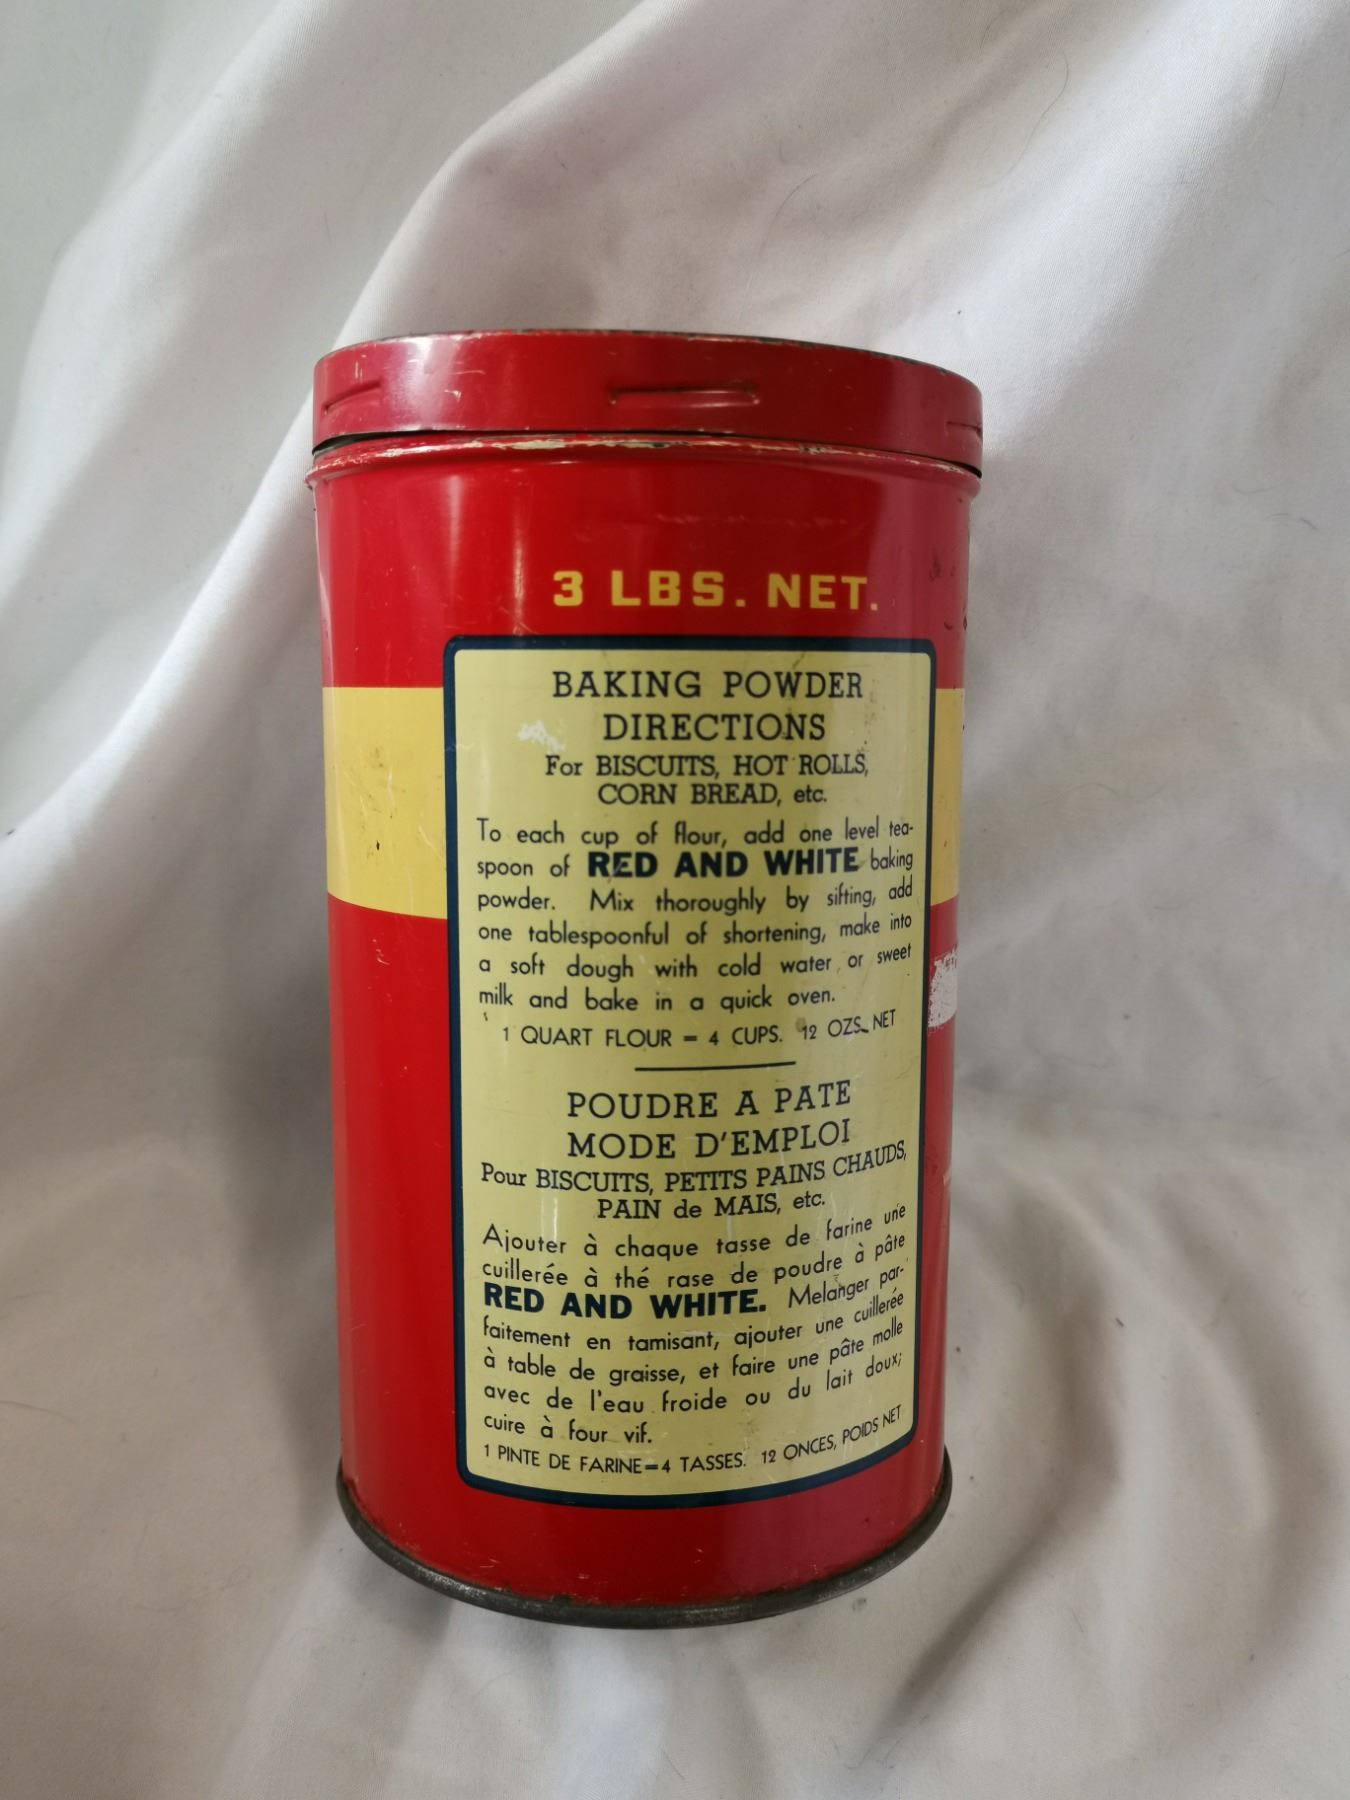 3 LBS. NET.
BAKING POWDER
DIRECTIONS
For BISCUITS, HOT ROLLS,
CORN BREAD, etc.
To each cup of flour, add one level tea-
spoon of RED AND WHITE baking
powder. Mix thoroughly by sifting, add
one tablespoonful of shortening, make into
a soft dough with cold water or sweet
milk and bake in a quick oven.
1 QUART FLOUR = 4 CUPS. 12 OZS. NET
POUDRE A PATE
MODE D'EMPLOI
Pour BISCUITS, PETITS PAINS CHAUDS,
PAIN de MAIS, etc.
Ajouter à chaque tasse de farine une
cuillerée à thé rase de poudre à pâte
RED AND WHITE. Melanger par-
faitement en tamisant, ajouter une cuillerée
à table de graisse, et faire une pâte molle
avec de l'eau froide ou du lait doux;
cuire à four vif.
1 PINTE DE FARINE=4 TASSES. 12 ONCES, POIDS NET